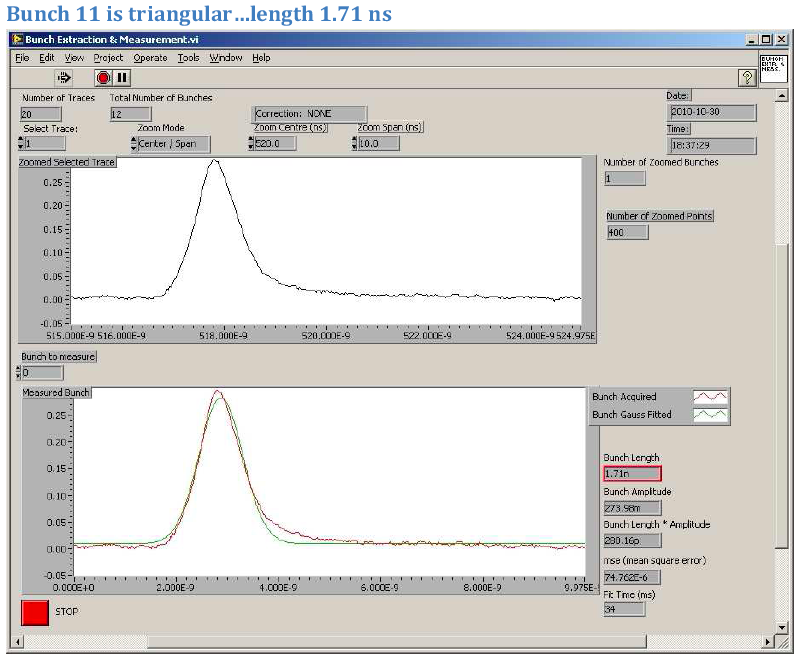 Bunch 11 is triangular...length 1.71 ns
Bunch Extraction & Measurement.vi
File Edit View Project Operate Tools Window Help
BUNCH
EXTR. &
MEAS.
Number of Traces Total Number of Bunches
20 12
Correction: NONE
Date:
2010-10-30
Select Trace: Zoom Mode Zoom Centre (ns) Zoom Span (ns)
1 Center / Span 520.0 10.0
Time:
18:37:29
Zoomed Selected Trace
Number of Zoomed Bunches
1
Number of Zoomed Points
400
0.25
0.20
0.15
0.10
0.05
0.00
-0.05
515.000E-9 516.000E-9 518.000E-9 520.000E-9 522.000E-9 524.000E-9 524.975E
Bunch to measure
0
Measured Bunch
Bunch Acquired
Bunch Gauss Fitted
0.25
0.20
0.15
0.10
0.05
0.00
-0.05
0.000E+0 2.000E-9 4.000E-9 6.000E-9 8.000E-9 9.975E-9
Bunch Length
1.71n
Bunch Amplitude
273.98m
Bunch Length * Amplitude
280.16p
mse (mean square error)
74.762E-6
Fit Time (ms)
34
STOP